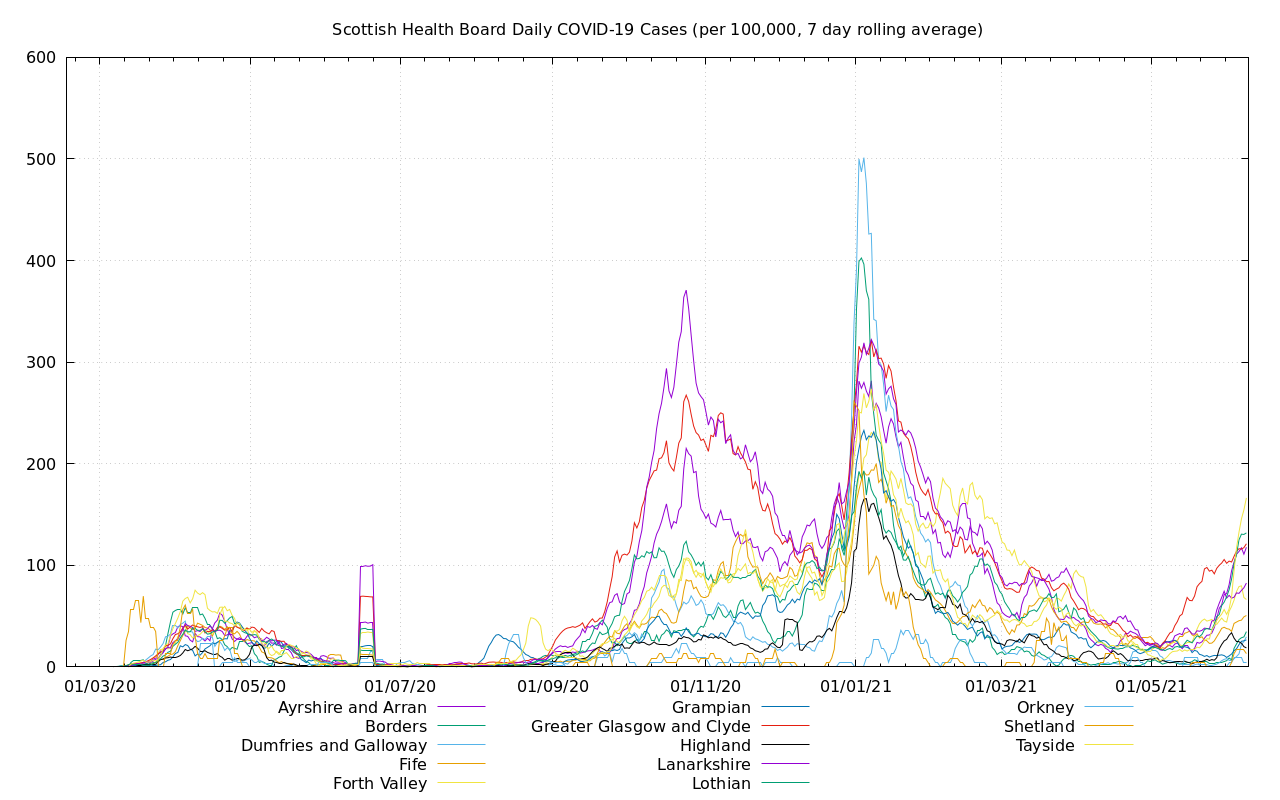 Scottish Health Board Daily COVID-19 Cases (per 100,000, 7 day rolling average)
600
500
400
300
200
100
0
01/03/20 01/05/20 01/07/20 01/09/20 01/11/20 01/01/21 01/03/21 01/05/21
Ayrshire and Arran
Borders
Dumfries and Galloway
Fife
Forth Valley
Grampian
Greater Glasgow and Clyde
Highland
Lanarkshire
Lothian
Orkney
Shetland
Tayside